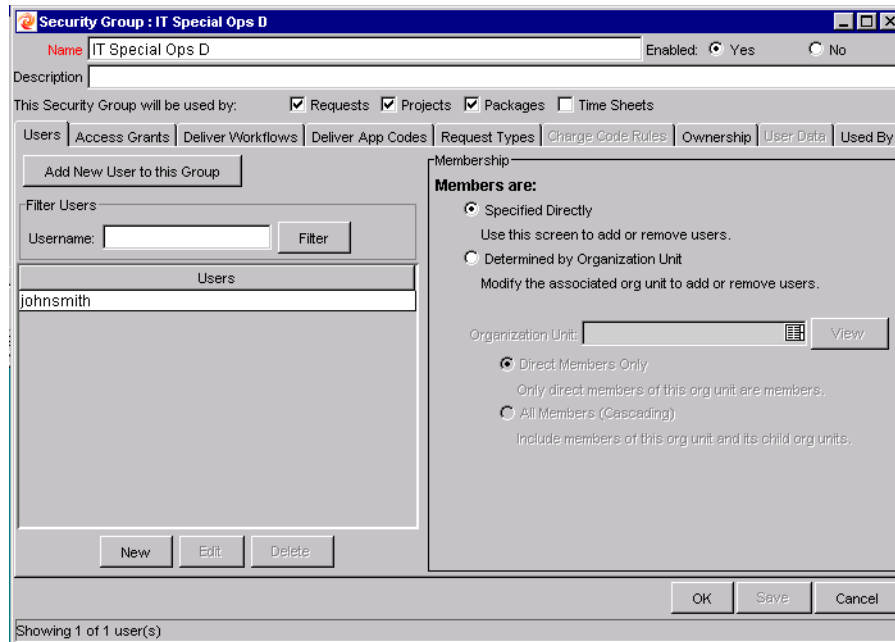 Security Group : IT Special Ops D
Name IT Special Ops D Enabled: Yes No
Description
This Security Group will be used by: Requests Projects Packages Time Sheets
Users Access Grants Deliver Workflows Deliver App Codes Request Types Charge Code Rules Ownership User Data Used By
Add New User to this Group
Filter Users
Username: Filter
Users
johnsmith
New Edit Delete
Membership
Members are:
Specified Directly
Use this screen to add or remove users.
Determined by Organization Unit
Modify the associated org unit to add or remove users.
Organization Unit: View
Direct Members Only
Only direct members of this org unit are members.
All Members (Cascading)
Include members of this org unit and its child org units.
OK Save Cancel
Showing 1 of 1 user(s)